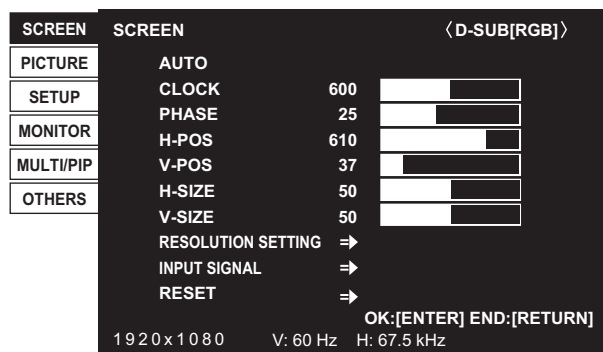 SCREEN
PICTURE
SETUP
MONITOR
MULTI/PIP
OTHERS
SCREEN 〈D-SUB[RGB]〉
AUTO
CLOCK 600
PHASE 25
H-POS 610
V-POS 37
H-SIZE 50
V-SIZE 50
RESOLUTION SETTING ⇒
INPUT SIGNAL ⇒
RESET ⇒
OK:[ENTER] END:[RETURN]
1920x1080 V: 60 Hz H: 67.5 kHz